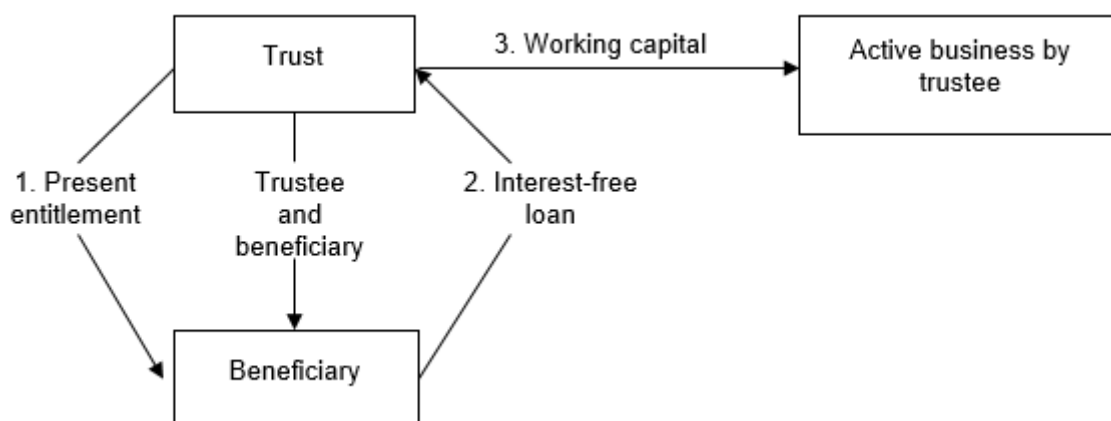 Trust
3. Working capital
Active business by
trustee
1. Present
entitlement
Trustee
and
beneficiary
2. Interest-free
loan
Beneficiary